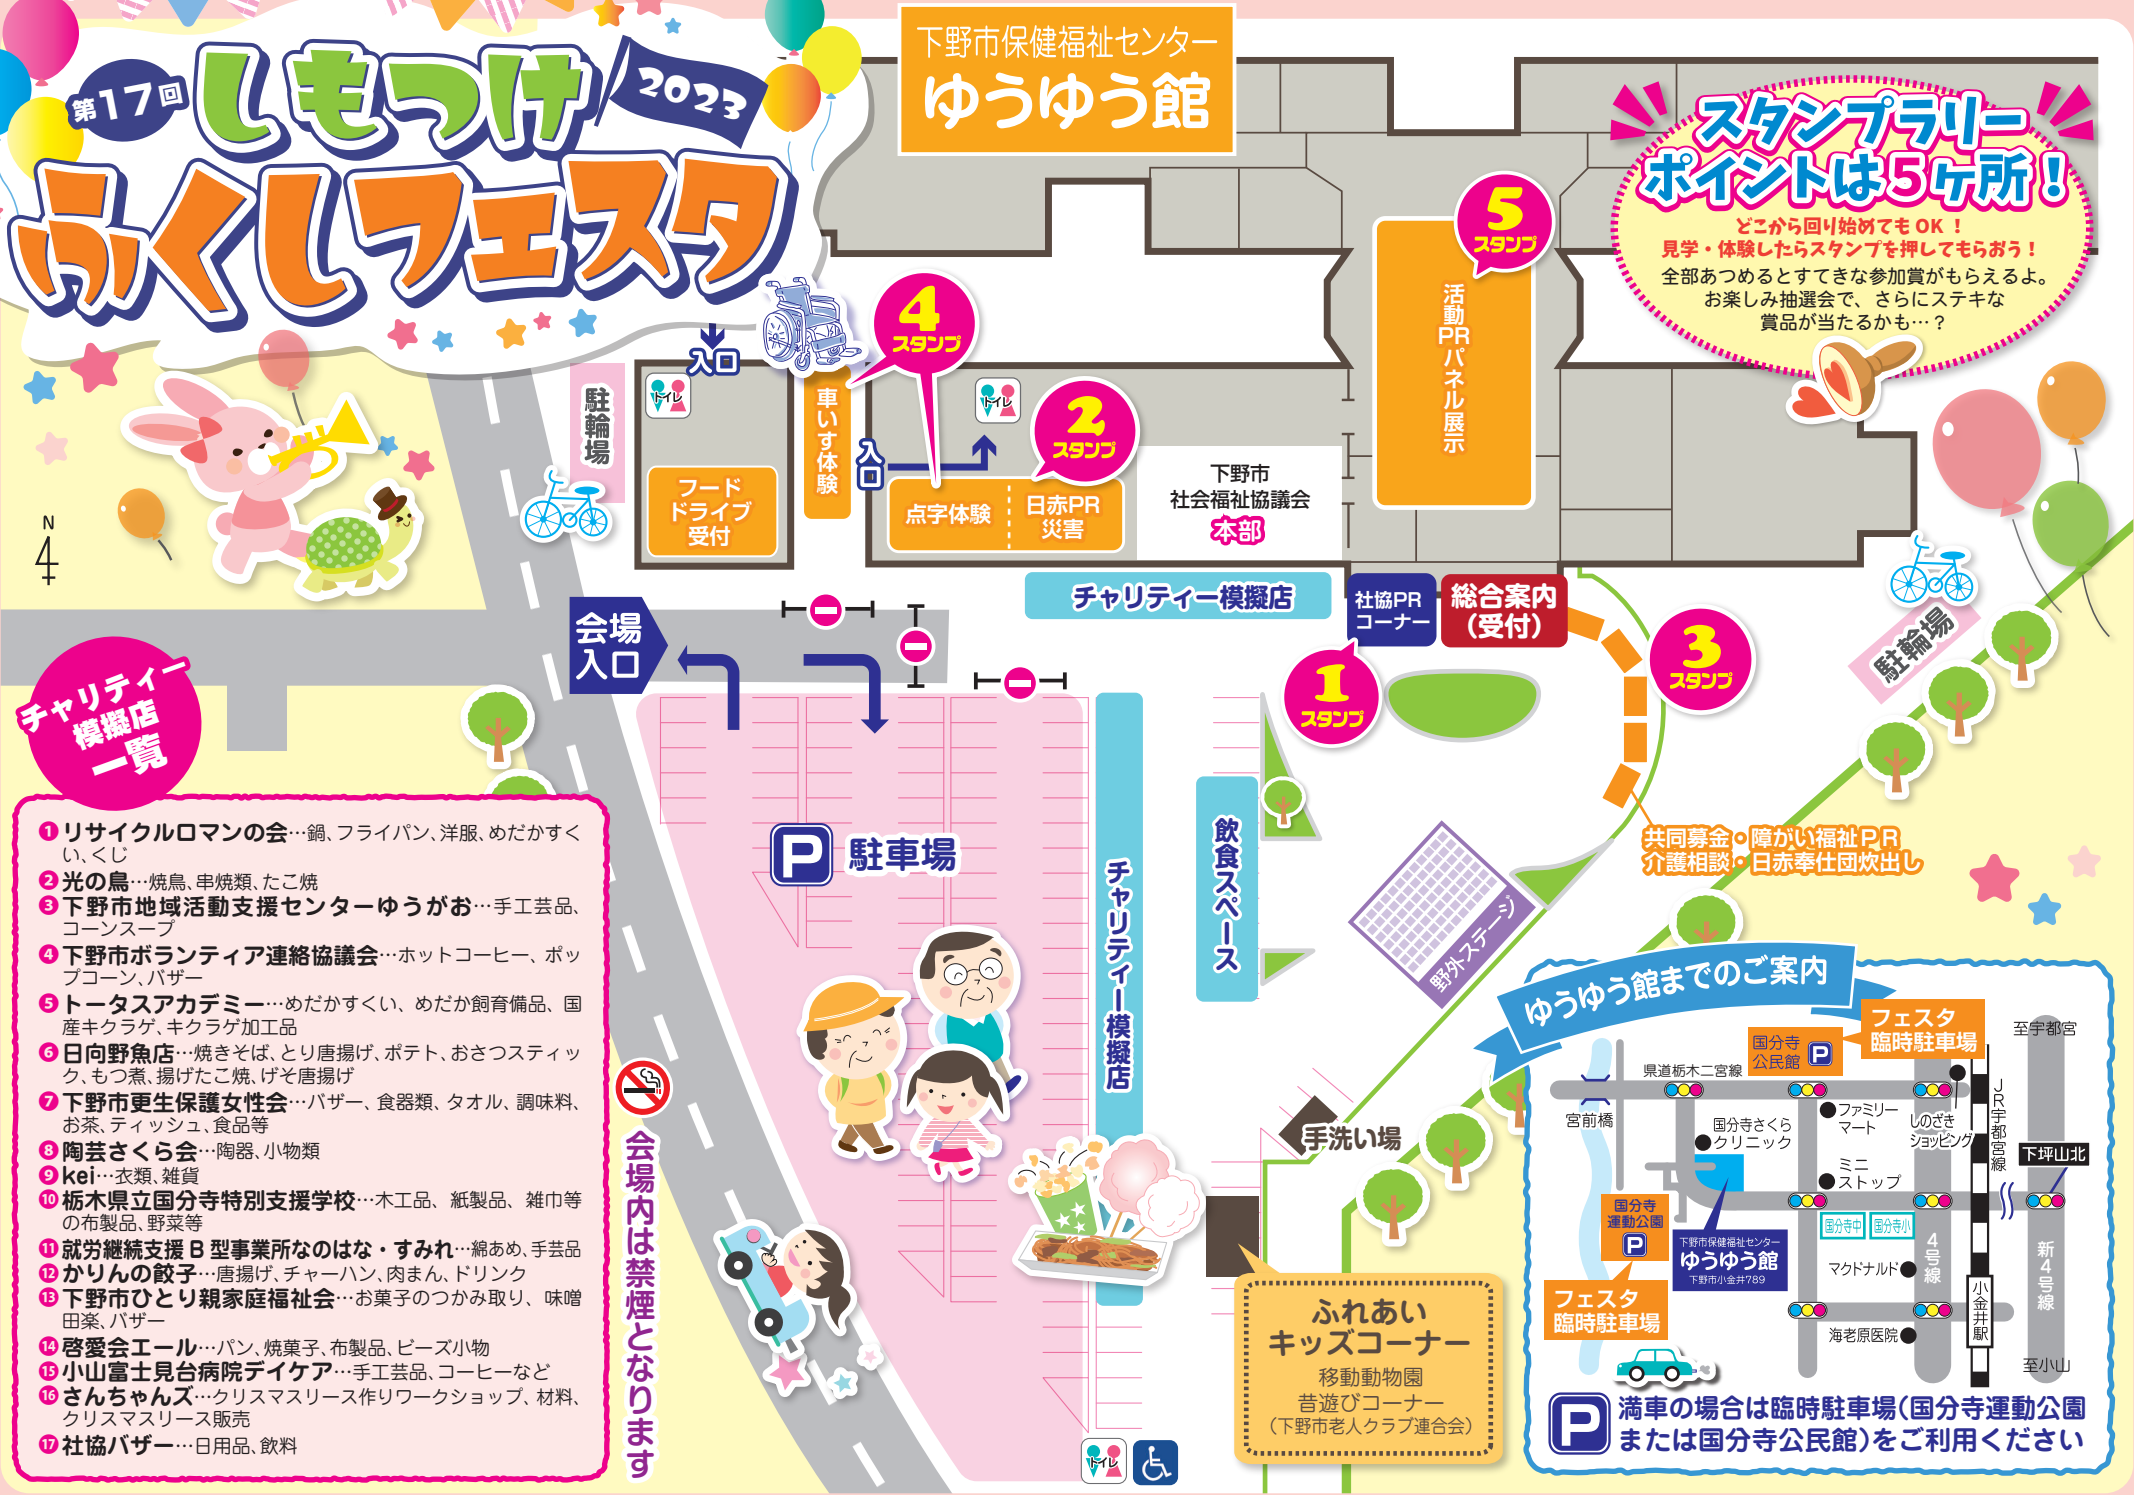 第17回
しもつけ
2023
ふくしフェスタ
下野市保健福祉センター
ゆうゆう館
スタンプラリー
ポイントは5ヶ所！
どこから回り始めてもOK！
見学・体験したらスタンプを押してもらおう！
全部あつめるとすてきな参加賞がもらえるよ。
お楽しみ抽選会で、さらにステキな
賞品が当たるかも…？
5
スタンプ
活動PRパネル展示
4
スタンプ
入口
駐輪場
トイレ
車いす体験
トイレ
2
スタンプ
入口
フード
ドライブ
受付
点字体験
日赤PR
災害
下野市
社会福祉協議会
本部
N
チャリティー模擬店
社協PR
コーナー
総合案内
（受付）
会場
入口
1
スタンプ
3
スタンプ
駐輪場
共同募金・障がい福祉PR
介護相談・日赤奉仕団炊出し
P
駐車場
チャリティー模擬店
飲食スペース
野外ステージ
手洗い場
ふれあい
キッズコーナー
移動動物園
昔遊びコーナー
（下野市老人クラブ連合会）
トイレ
会場内は禁煙となります
チャリティー
模擬店
一覧
❶リサイクルロマンの会…鍋、フライパン、洋服、めだかすく
い、くじ
❷光の鳥…焼鳥、串焼類、たこ焼
❸下野市地域活動支援センターゆうがお…手工芸品、
コーンスープ
❹下野市ボランティア連絡協議会…ホットコーヒー、ポッ
プコーン、バザー
❺トータスアカデミー…めだかすくい、めだか飼育備品、国
産キクラゲ、キクラゲ加工品
❻日向野魚店…焼きそば、とり唐揚げ、ポテト、おさつスティッ
ク、もつ煮、揚げたこ焼、げそ唐揚げ
❼下野市更生保護女性会…バザー、食器類、タオル、調味料、
お茶、ティッシュ、食品等
❽陶芸さくら会…陶器、小物類
❾kei…衣類、雑貨
❿栃木県立国分寺特別支援学校…木工品、紙製品、雑巾等
の布製品、野菜等
⓫就労継続支援B型事業所なのはな・すみれ…綿あめ、手芸品
⓬かりんの餃子…唐揚げ、チャーハン、肉まん、ドリンク
⓭下野市ひとり親家庭福祉会…お菓子のつかみ取り、味噌
田楽、バザー
⓮啓愛会エール…パン、焼菓子、布製品、ビーズ小物
⓯小山富士見台病院デイケア…手工芸品、コーヒーなど
⓰さんちゃんズ…クリスマスリース作りワークショップ、材料、
クリスマスリース販売
⓱社協バザー…日用品、飲料
ゆうゆう館までのご案内
フェスタ
臨時駐車場
国分寺
公民館
P
至宇都宮
県道栃木二宮線
宮前橋
国分寺さくら
クリニック
ファミリー
マート
しのざき
ショッピング
JR宇都宮線
下坪山北
ミニ
ストップ
国分寺
運動公園
P
国分寺中
国分寺小
下野市保健福祉センター
ゆうゆう館
下野市小金井789
4号線
新4号線
マクドナルド
フェスタ
臨時駐車場
小金井駅
海老原医院
至小山
P
満車の場合は臨時駐車場（国分寺運動公園
または国分寺公民館）をご利用ください